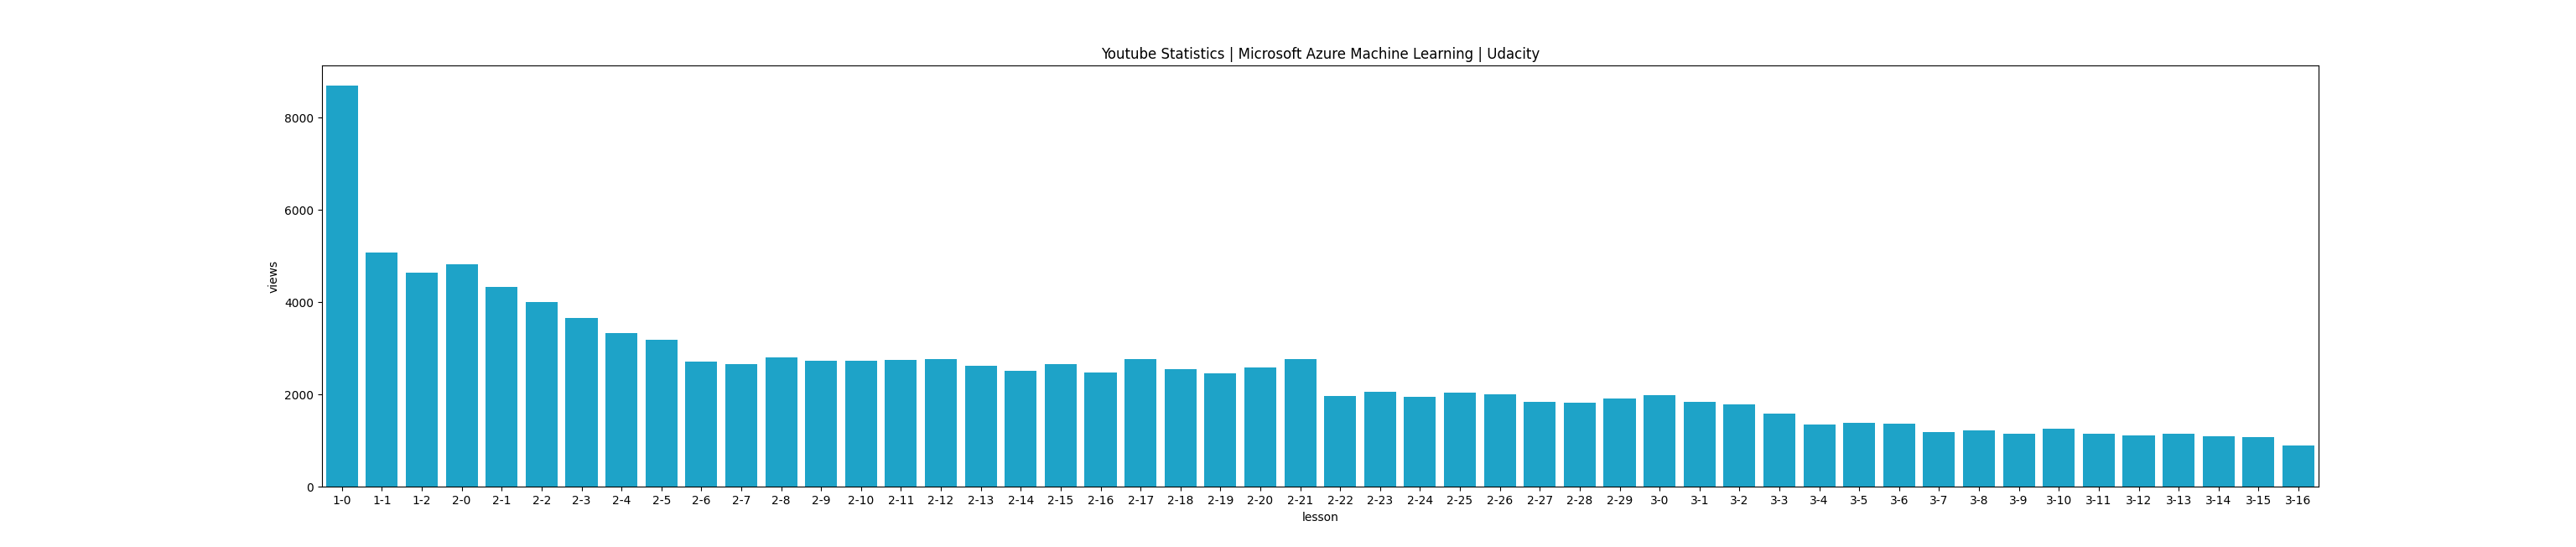 Youtube Statistics | Microsoft Azure Machine Learning | Udacity
8000
6000
4000
2000
0
views
1-0 1-1 1-2 2-0 2-1 2-2 2-3 2-4 2-5 2-6 2-7 2-8 2-9 2-10 2-11 2-12 2-13 2-14 2-15 2-16 2-17 2-18 2-19 2-20 2-21 2-22 2-23 2-24 2-25 2-26 2-27 2-28 2-29 3-0 3-1 3-2 3-3 3-4 3-5 3-6 3-7 3-8 3-9 3-10 3-11 3-12 3-13 3-14 3-15 3-16
lesson